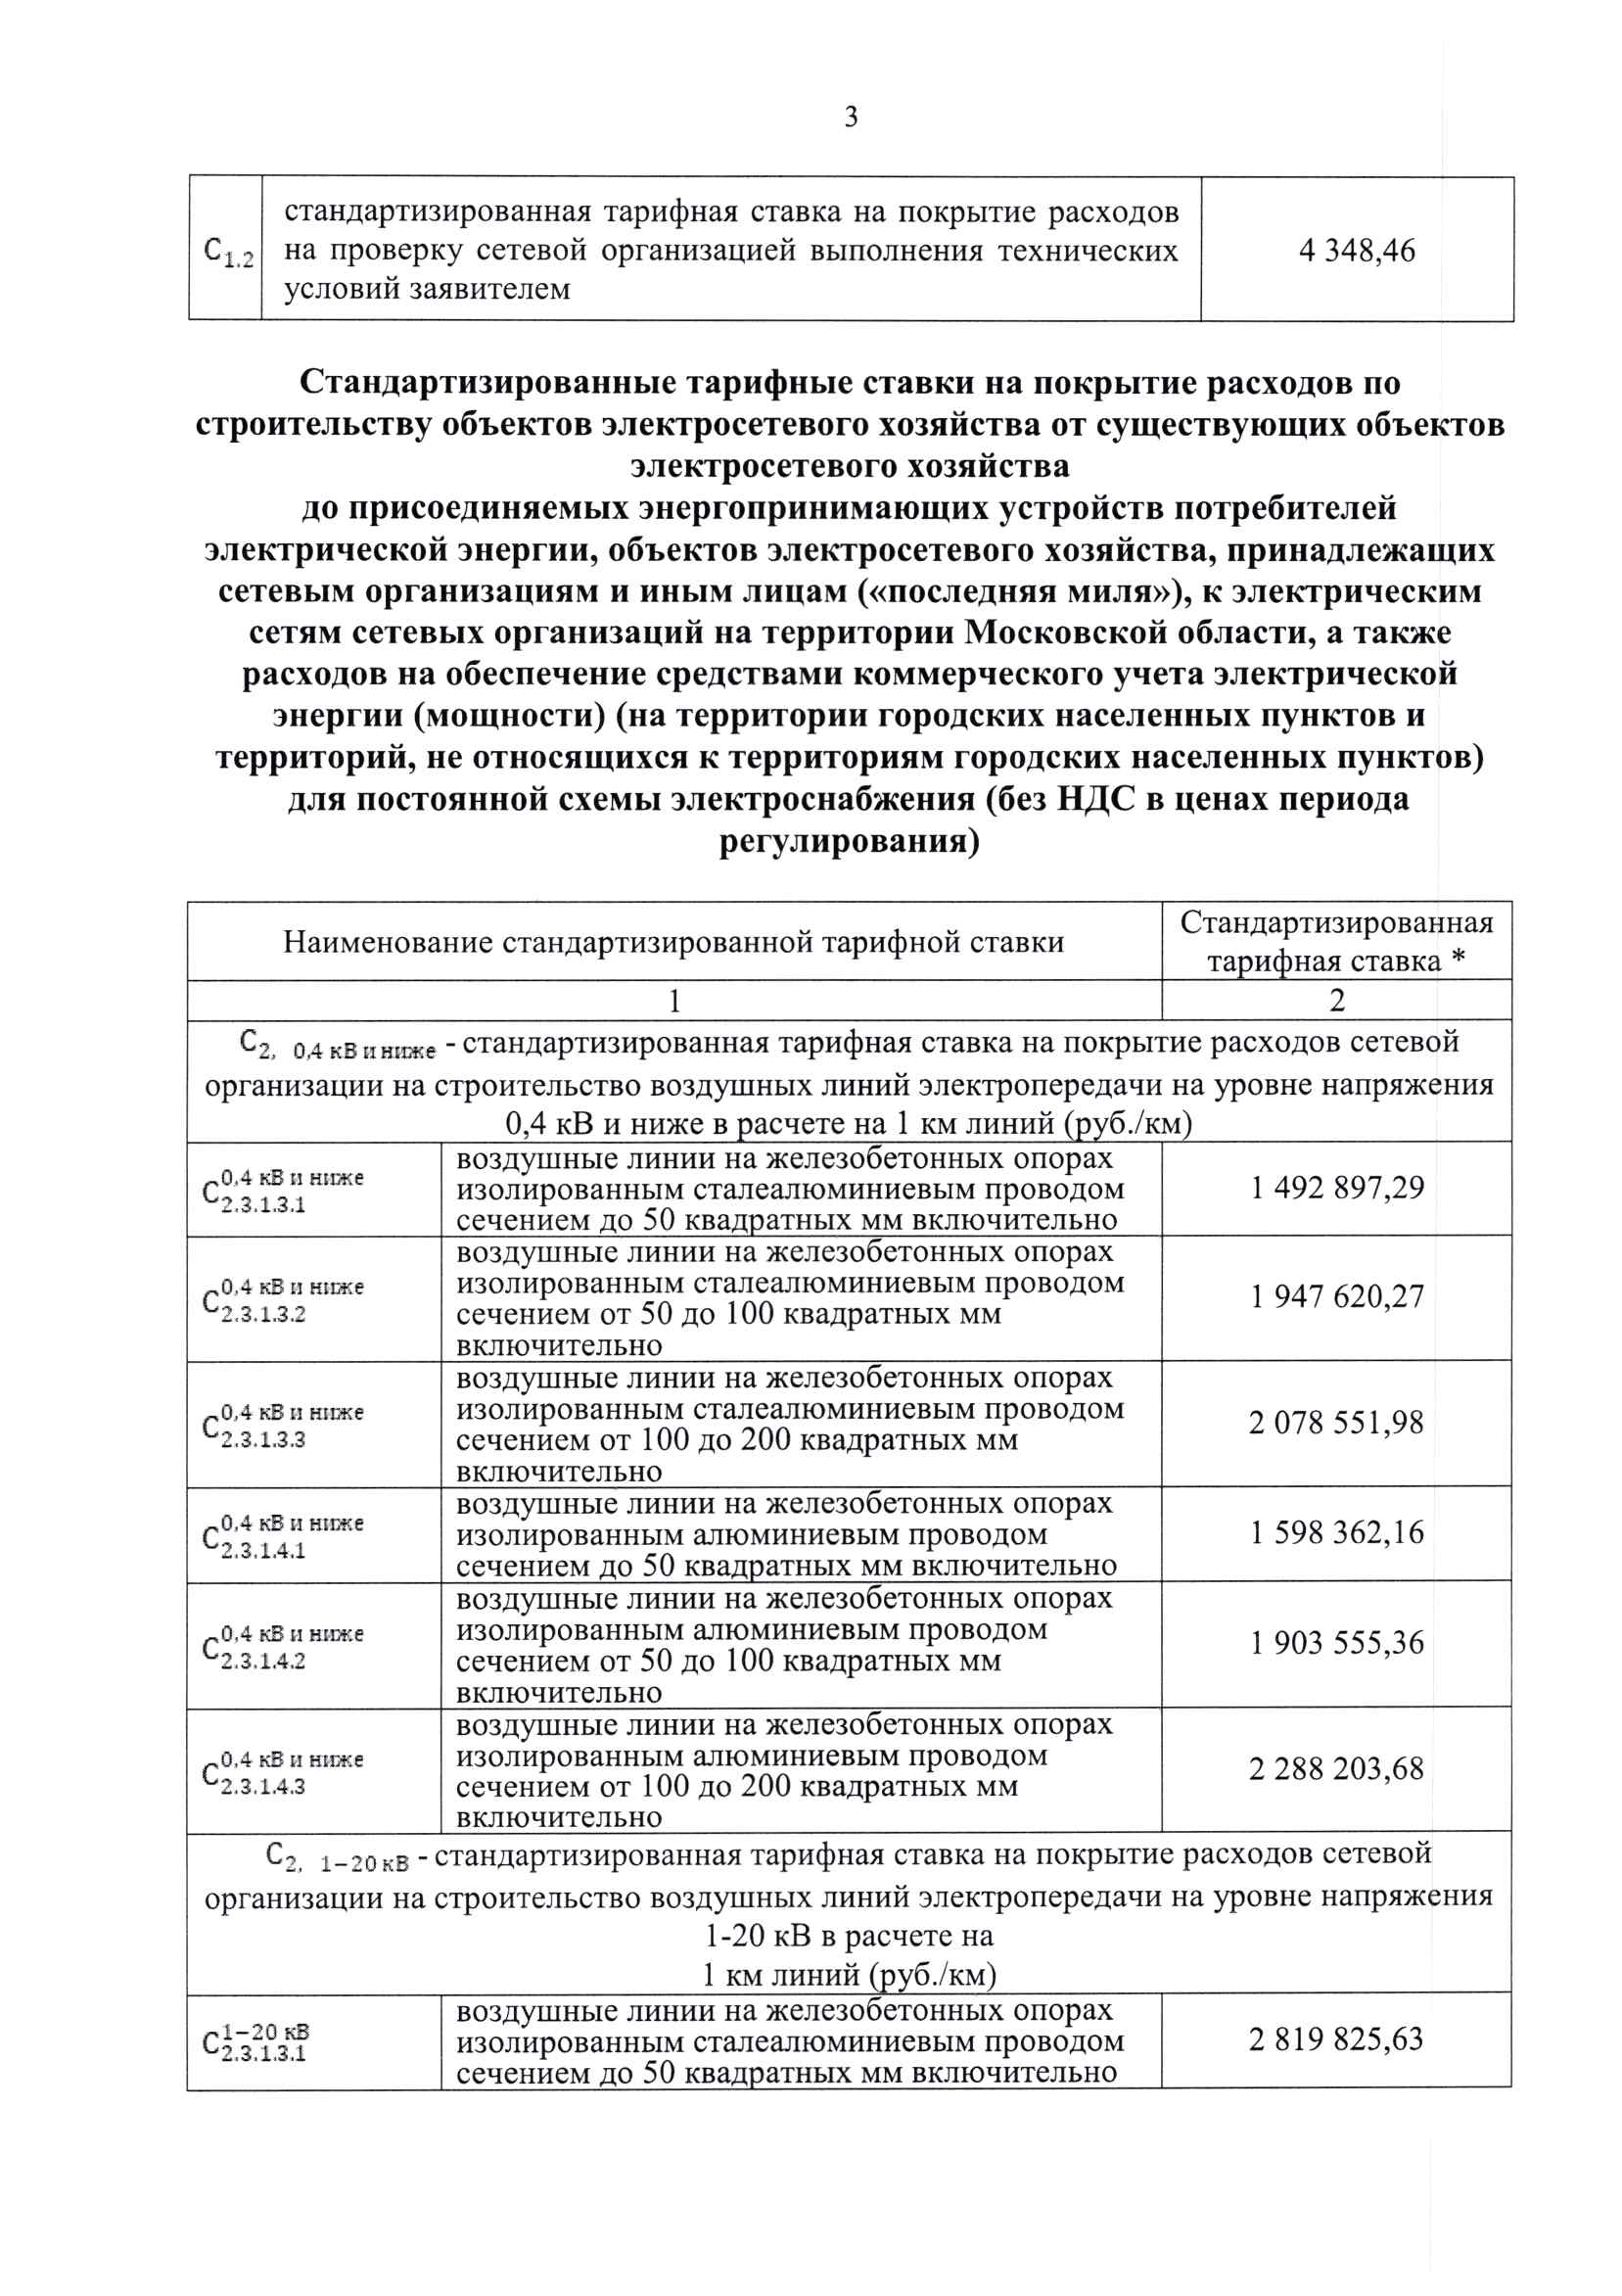 3
стандартизированная тарифная ставка на покрытие расходов
С1.2 на проверку сетевой организацией выполнения технических 4 348,46
условий заявителем
Стандартизированные тарифные ставки на покрытие расходов по
строительству объектов электросетевого хозяйства от существующих объектов
электросетевого хозяйства
до присоединяемых энергопринимающих устройств потребителей
электрической энергии, объектов электросетевого хозяйства, принадлежащих
сетевым организациям и иным лицам («последняя миля»), к электрическим
сетям сетевых организаций на территории Московской области, а также
расходов на обеспечение средствами коммерческого учета электрической
энергии (мощности) (на территории городских населенных пунктов и
территорий, не относящихся к территориям городских населенных пунктов)
для постоянной схемы электроснабжения (без НДС в ценах периода
регулирования)
Наименование стандартизированной тарифной ставки
Стандартизированная
тарифная ставка *
1 2
С2, 0,4 кВ и ниже - стандартизированная тарифная ставка на покрытие расходов сетевой
организации на строительство воздушных линий электропередачи на уровне напряжения
0,4 кВ и ниже в расчете на 1 км линий (руб./км)
С 0,4 кВ и ниже 2.3.1.3.1
воздушные линии на железобетонных опорах
изолированным сталеалюминиевым проводом
сечением до 50 квадратных мм включительно
1 492 897,29
С 0,4 кВ и ниже 2.3.1.3.2
воздушные линии на железобетонных опорах
изолированным сталеалюминиевым проводом
сечением от 50 до 100 квадратных мм
включительно
1 947 620,27
С 0,4 кВ и ниже 2.3.1.3.3
воздушные линии на железобетонных опорах
изолированным сталеалюминиевым проводом
сечением от 100 до 200 квадратных мм
включительно
2 078 551,98
С 0,4 кВ и ниже 2.3.1.4.1
воздушные линии на железобетонных опорах
изолированным алюминиевым проводом
сечением до 50 квадратных мм включительно
1 598 362,16
С 0,4 кВ и ниже 2.3.1.4.2
воздушные линии на железобетонных опорах
изолированным алюминиевым проводом
сечением от 50 до 100 квадратных мм
включительно
1 903 555,36
С 0,4 кВ и ниже 2.3.1.4.3
воздушные линии на железобетонных опорах
изолированным алюминиевым проводом
сечением от 100 до 200 квадратных мм
включительно
2 288 203,68
С2, 1-20 кВ - стандартизированная тарифная ставка на покрытие расходов сетевой
организации на строительство воздушных линий электропередачи на уровне напряжения
1-20 кВ в расчете на
1 км линий (руб./км)
С 1-20 кВ 2.3.1.3.1
воздушные линии на железобетонных опорах
изолированным сталеалюминиевым проводом
сечением до 50 квадратных мм включительно
2 819 825,63